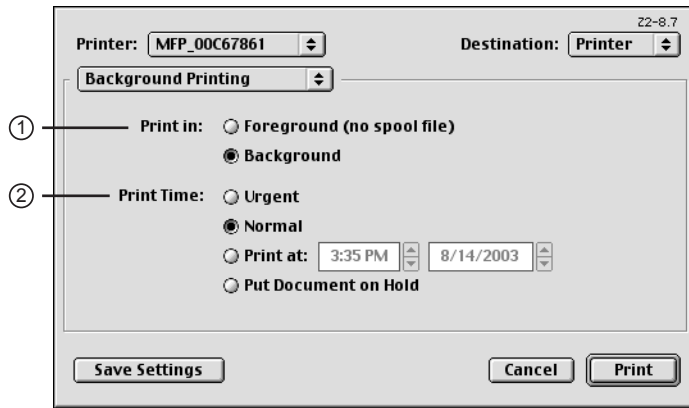 Z2-8.7
Printer: MFP_00C67861 Destination: Printer
Background Printing
1 Print in: Foreground (no spool file)
Background
2 Print Time: Urgent
Normal
Print at: 3:35 PM 8/14/2003
Put Document on Hold
Save Settings Cancel Print